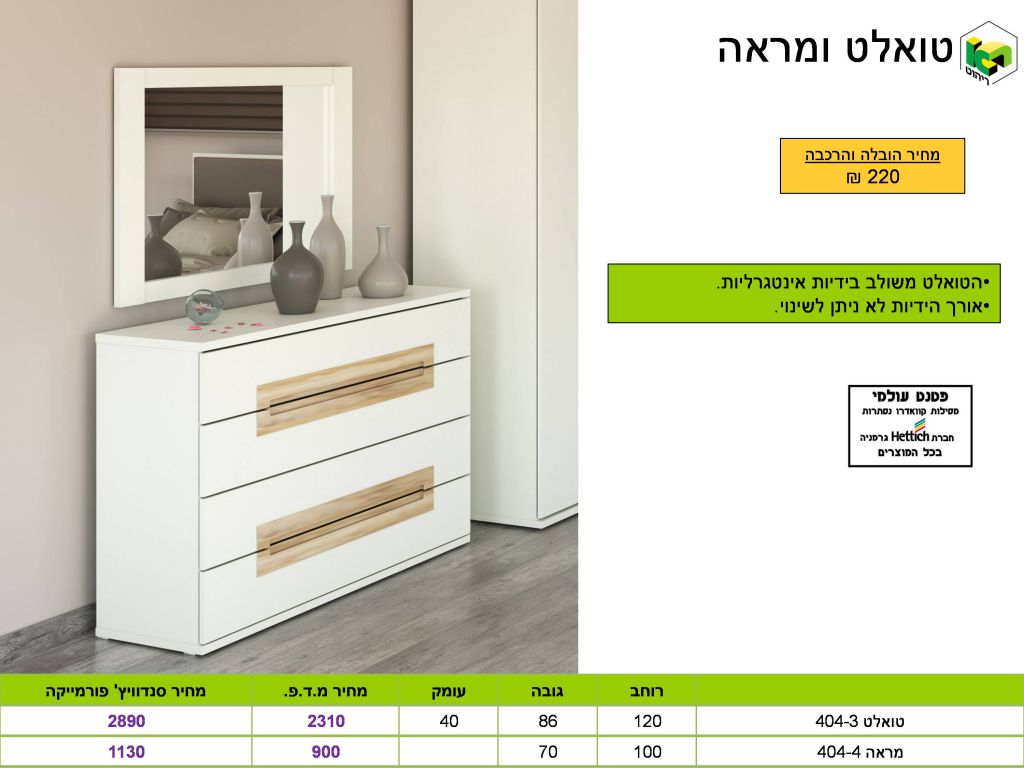 טואלט ומראה
ריהוט
מחיר הובלה והרכבה
220 ₪
•הטואלט משולב בידיות אינטגרליות.
•אורך הידיות לא ניתן לשינוי.
פטנט עולמי
מסילות קוואדרו נסתרות
חברת Hettich גרמניה
בכל המוצרים
רוחב גובה עומק מחיר מ.ד.פ. מחיר סנדוויץ' פורמייקה
טואלט 404-3 120 86 40 2310 2890
מראה 404-4 100 70 900 1130